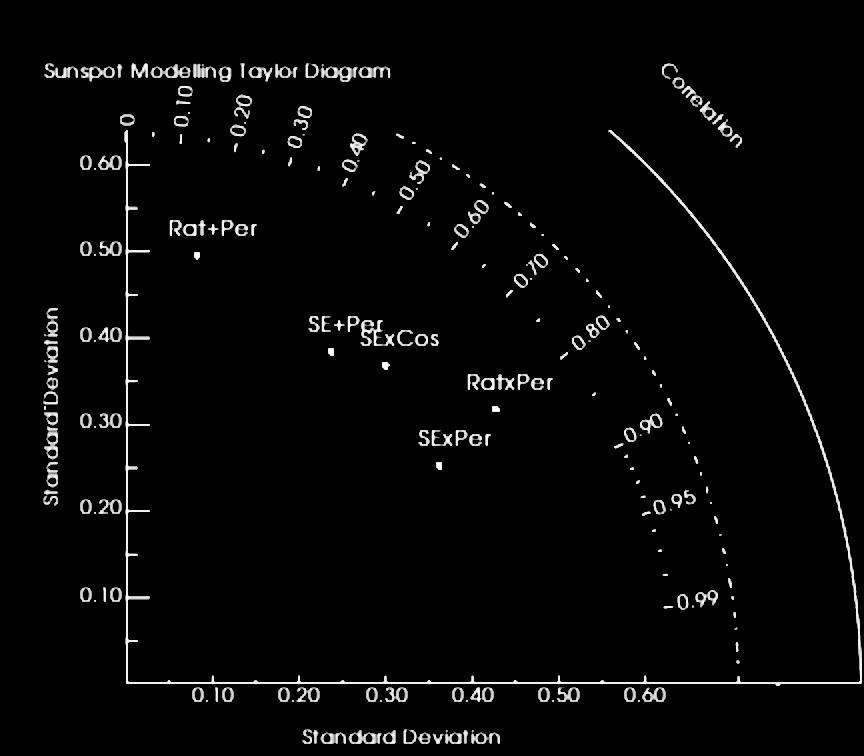 Sunspot Modelling Taylor Diagram
Correlation
0
0.10
0.20
0.30
0.40
0.50
0.60
0.70
0.80
0.90
0.95
0.99
0.60
0.50
0.40
0.30
0.20
0.10
Standard Deviation
Rat+Per
SE+Per
SExCos
RatxPer
SExPer
0.10 0.20 0.30 0.40 0.50 0.60
Standard Deviation